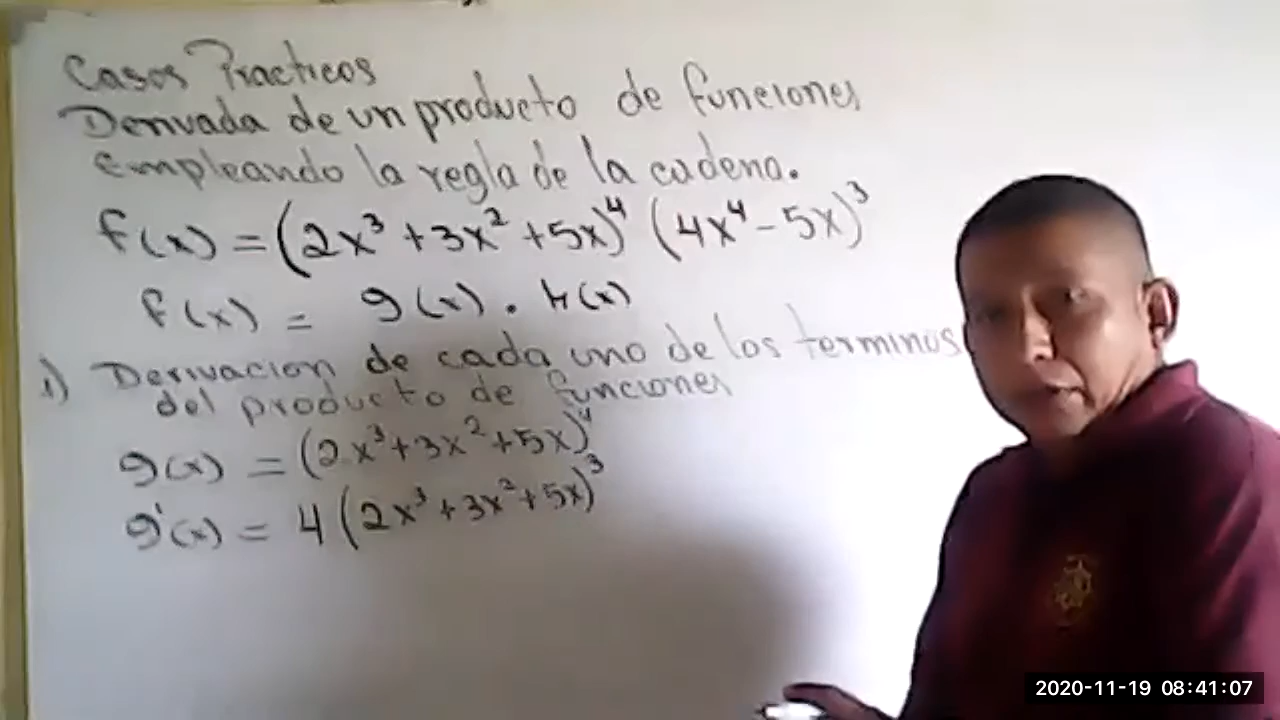 Casos Practicos
Derivada de un producto de funciones
empleando la regla de la cadena.
f(x) = (2x³ + 3x² + 5x)⁴ (4x⁴ - 5x)³
f(x) = g(x) . h(x)
1) Derivacion de cada uno de los terminos
del producto de funciones
g(x) = (2x³ + 3x² + 5x)⁴
g'(x) = 4 (2x³ + 3x² + 5x)³
2020-11-19 08:41:07